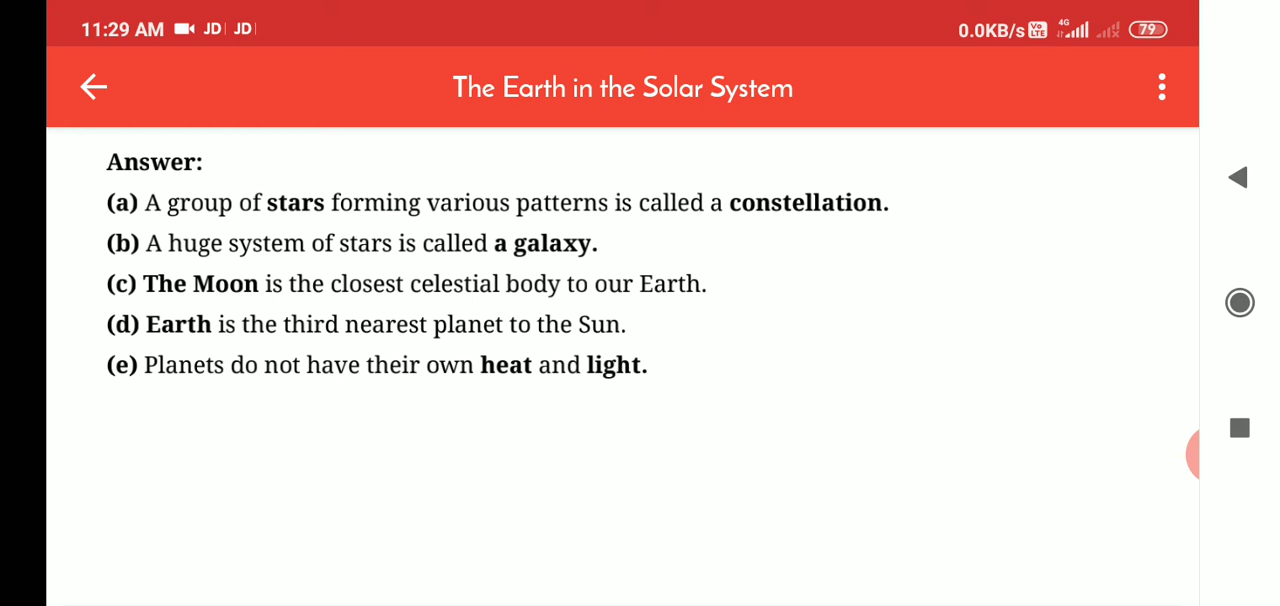 11:29 AM JD JD 0.0KB/s Vo LTE 4G 79
The Earth in the Solar System
Answer:
(a) A group of stars forming various patterns is called a constellation.
(b) A huge system of stars is called a galaxy.
(c) The Moon is the closest celestial body to our Earth.
(d) Earth is the third nearest planet to the Sun.
(e) Planets do not have their own heat and light.